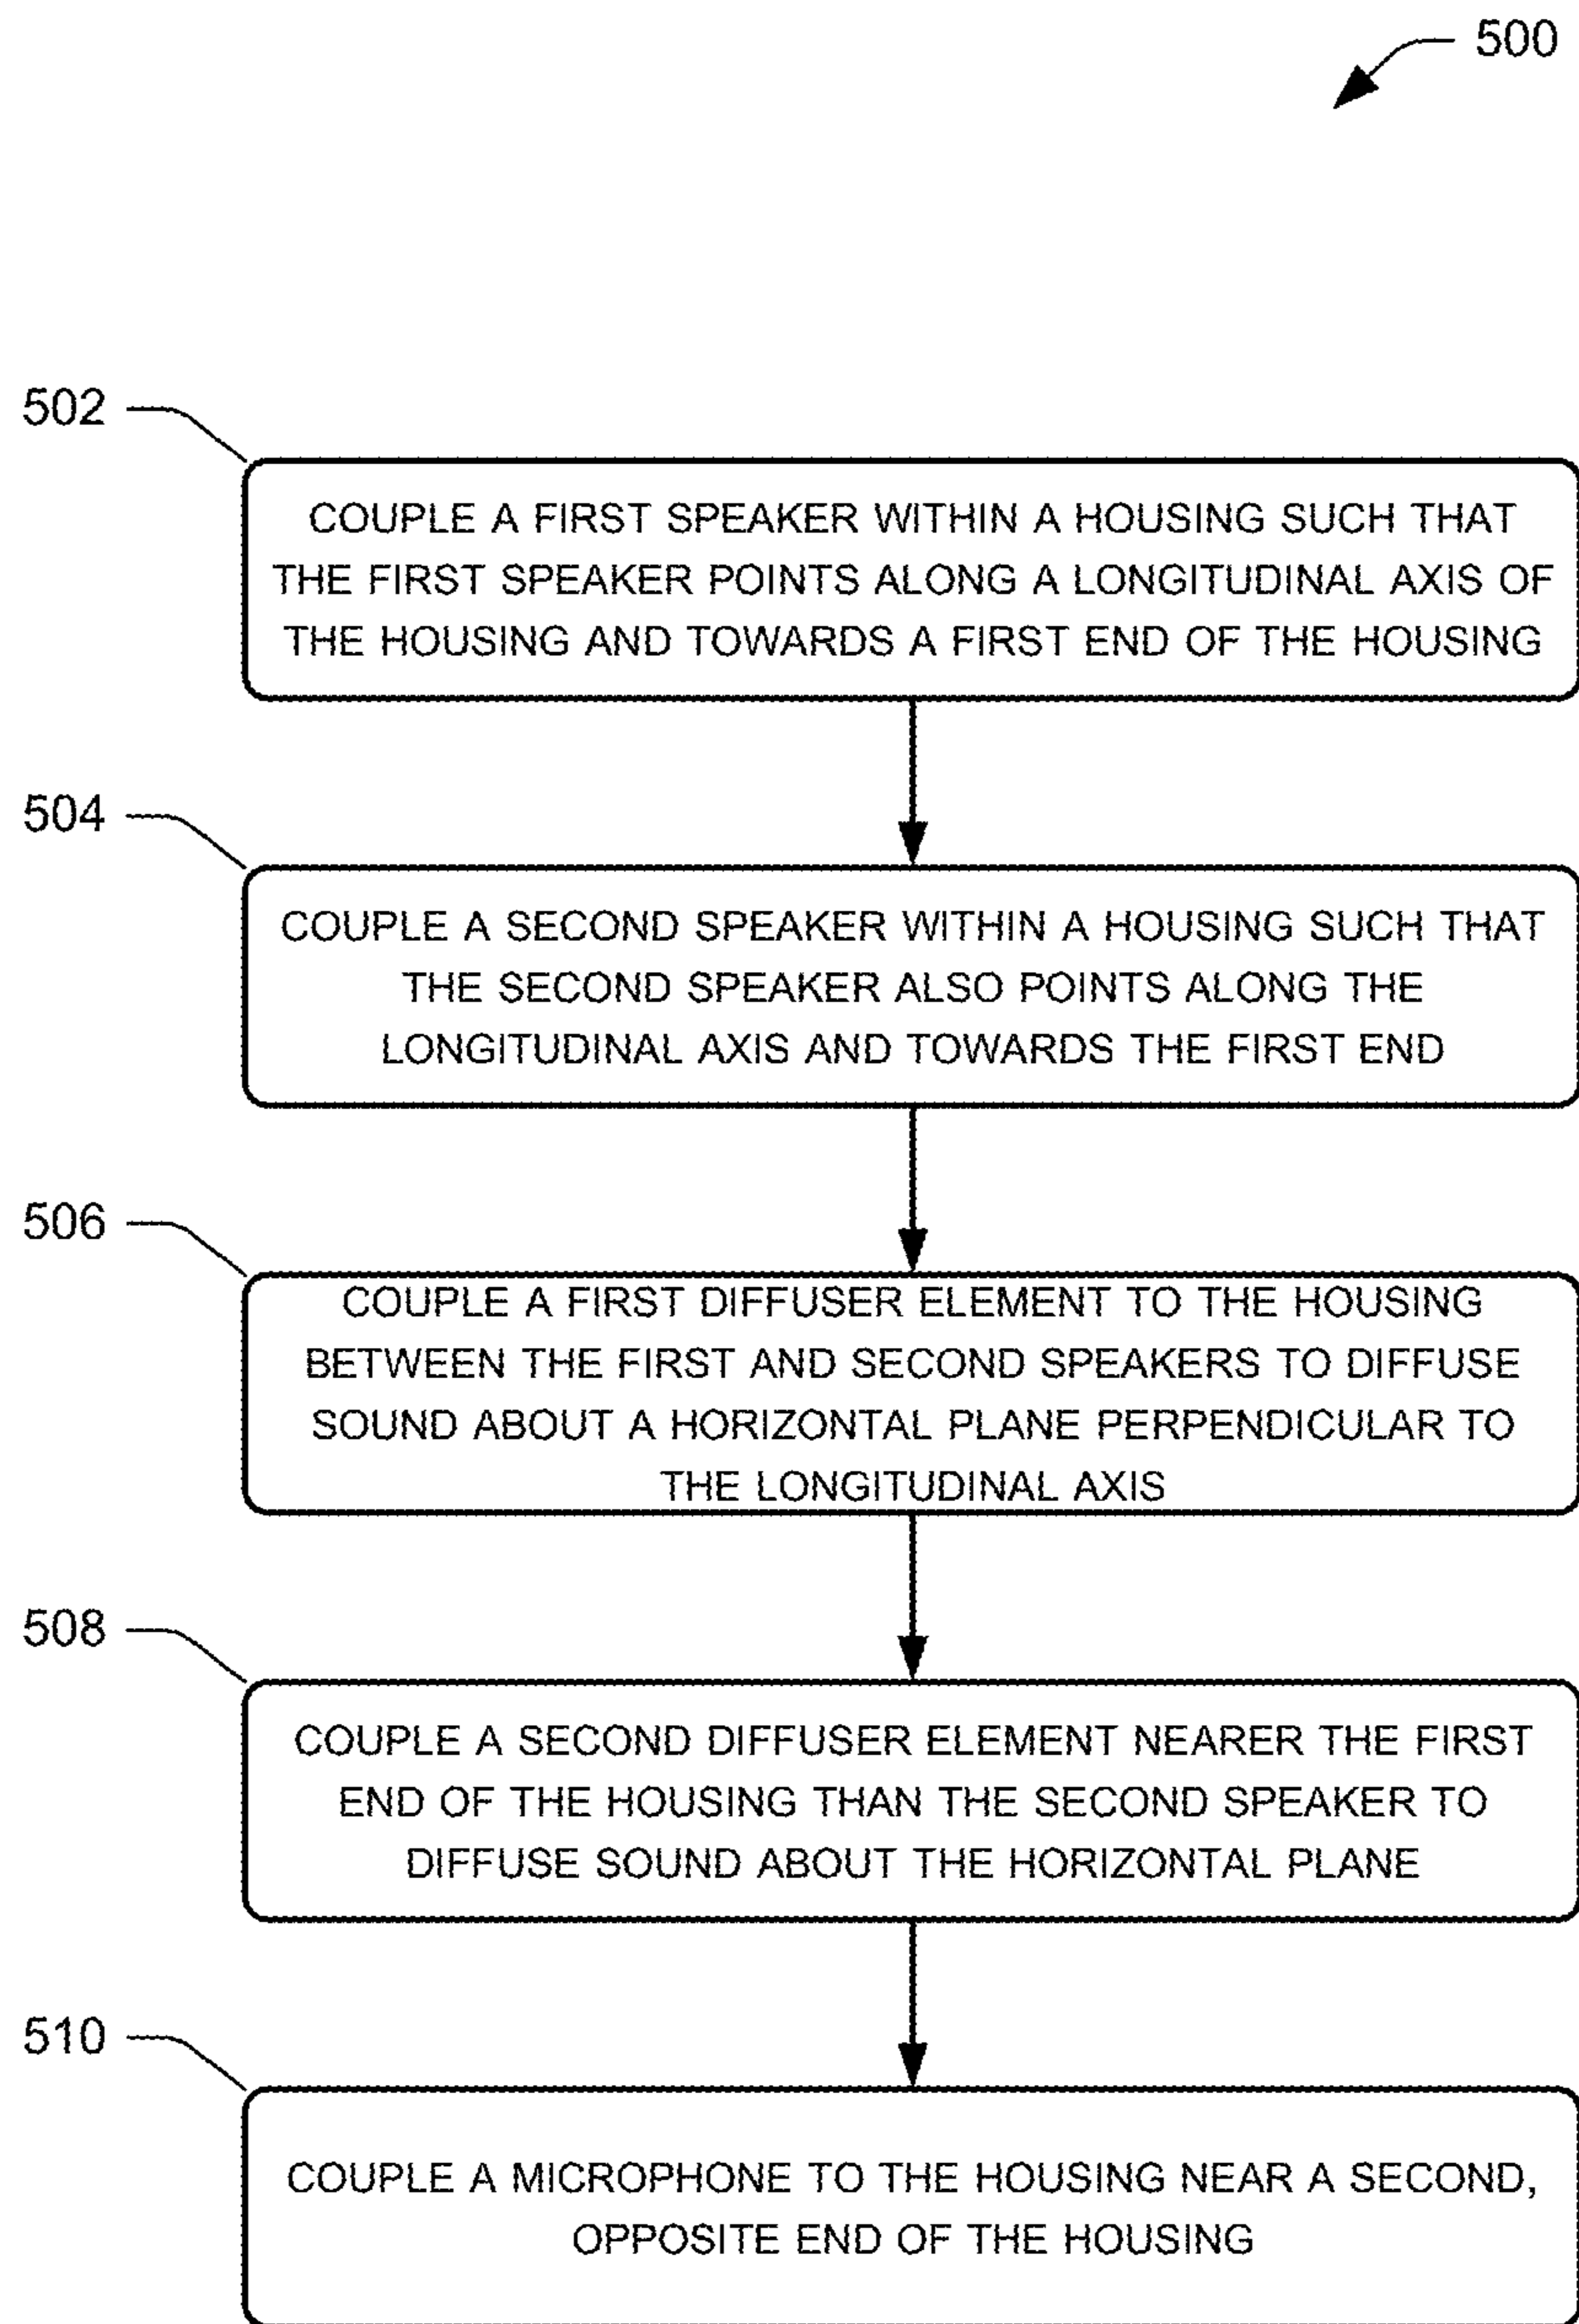 500
502
COUPLE A FIRST SPEAKER WITHIN A HOUSING SUCH THAT
THE FIRST SPEAKER POINTS ALONG A LONGITUDINAL AXIS OF
THE HOUSING AND TOWARDS A FIRST END OF THE HOUSING
504
COUPLE A SECOND SPEAKER WITHIN A HOUSING SUCH THAT
THE SECOND SPEAKER ALSO POINTS ALONG THE
LONGITUDINAL AXIS AND TOWARDS THE FIRST END
506
COUPLE A FIRST DIFFUSER ELEMENT TO THE HOUSING
BETWEEN THE FIRST AND SECOND SPEAKERS TO DIFFUSE
SOUND ABOUT A HORIZONTAL PLANE PERPENDICULAR TO
THE LONGITUDINAL AXIS
508
COUPLE A SECOND DIFFUSER ELEMENT NEARER THE FIRST
END OF THE HOUSING THAN THE SECOND SPEAKER TO
DIFFUSE SOUND ABOUT THE HORIZONTAL PLANE
510
COUPLE A MICROPHONE TO THE HOUSING NEAR A SECOND,
OPPOSITE END OF THE HOUSING